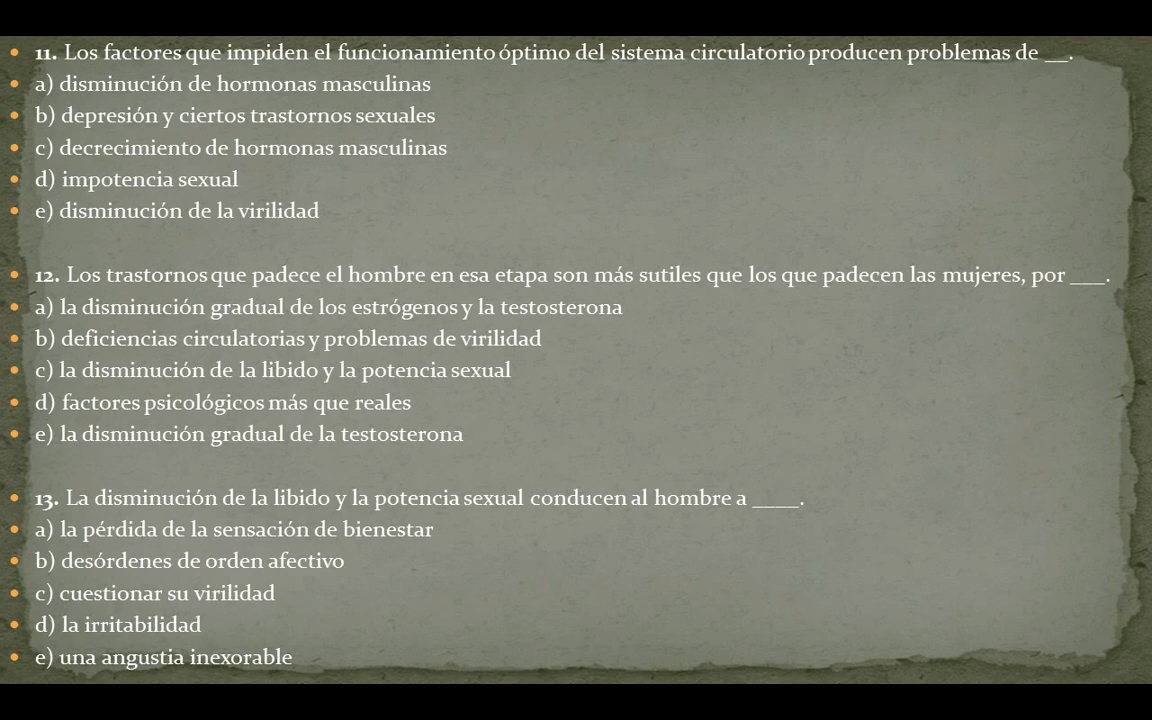 11. Los factores que impiden el funcionamiento óptimo del sistema circulatorio producen problemas de __.
a) disminución de hormonas masculinas
b) depresión y ciertos trastornos sexuales
c) decrecimiento de hormonas masculinas
d) impotencia sexual
e) disminución de la virilidad
12. Los trastornos que padece el hombre en esa etapa son más sutiles que los que padecen las mujeres, por ___.
a) la disminución gradual de los estrógenos y la testosterona
b) deficiencias circulatorias y problemas de virilidad
c) la disminución de la libido y la potencia sexual
d) factores psicológicos más que reales
e) la disminución gradual de la testosterona
13. La disminución de la libido y la potencia sexual conducen al hombre a ____.
a) la pérdida de la sensación de bienestar
b) desórdenes de orden afectivo
c) cuestionar su virilidad
d) la irritabilidad
e) una angustia inexorable